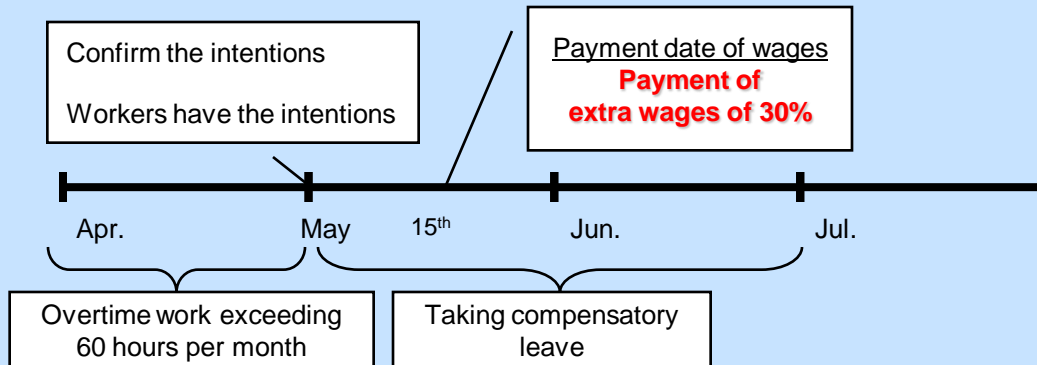 Confirm the intentions
Workers have the intentions
Payment date of wages
Payment of
extra wages of 30%
Apr.
May
15th
Jun.
Jul.
Overtime work exceeding
60 hours per month
Taking compensatory
leave